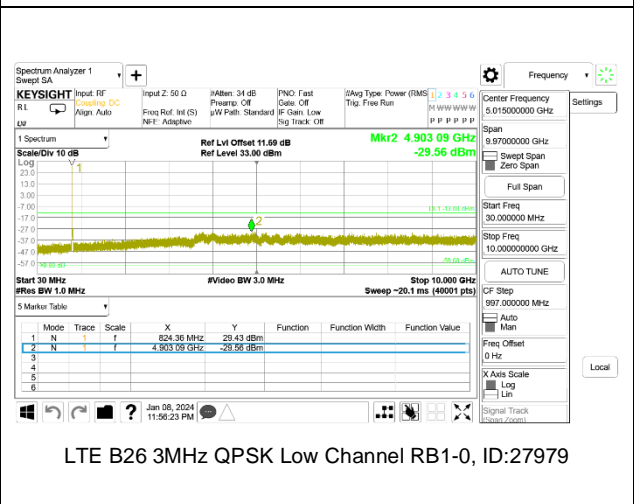 Spectrum Analyzer 1
Swept SA
Frequency
Settings
KEYSIGHT
RL
Input: RF
Coupling: DC
Align: Auto
Input Z: 50 Ω
Freq Ref: Int (S)
NFE: Adaptive
#Atten: 34 dB
Preamp: Off
µW Path: Standard
PNO: Fast
Gate: Off
IF Gain: Low
Sig Track: Off
#Avg Type: Power (RMS
Trig: Free Run
1 2 3 4 5 6
M W W W W W
P P P P P P
1 Spectrum
Scale/Div 10 dB
Ref Lvl Offset 11.69 dB
Ref Level 33.00 dBm
Mkr2 4.903 09 GHz
-29.56 dBm
Log
23.0
13.0
3.00
-7.00
-17.0
-27.0
-37.0
-47.0
-57.0
1
2
Start 30 MHz
#Res BW 1.0 MHz
#Video BW 3.0 MHz
Stop 10.000 GHz
Sweep ~20.1 ms (40001 pts)
5 Marker Table
Mode Trace Scale X Y Function Function Width Function Value
1 N 1 f 824.36 MHz 29.43 dBm
2 N 1 f 4.903 09 GHz -29.56 dBm
3
4
5
6
Jan 08, 2024
11:56:23 PM
Center Frequency
5.015000000 GHz
Span
9.97000000 GHz
Swept Span
Zero Span
Full Span
Start Freq
30.000000 MHz
Stop Freq
10.000000000 GHz
AUTO TUNE
CF Step
997.000000 MHz
Auto
Man
Freq Offset
0 Hz
X Axis Scale
Log
Lin
Signal Track
(Span Zoom)
Local
LTE B26 3MHz QPSK Low Channel RB1-0, ID:27979